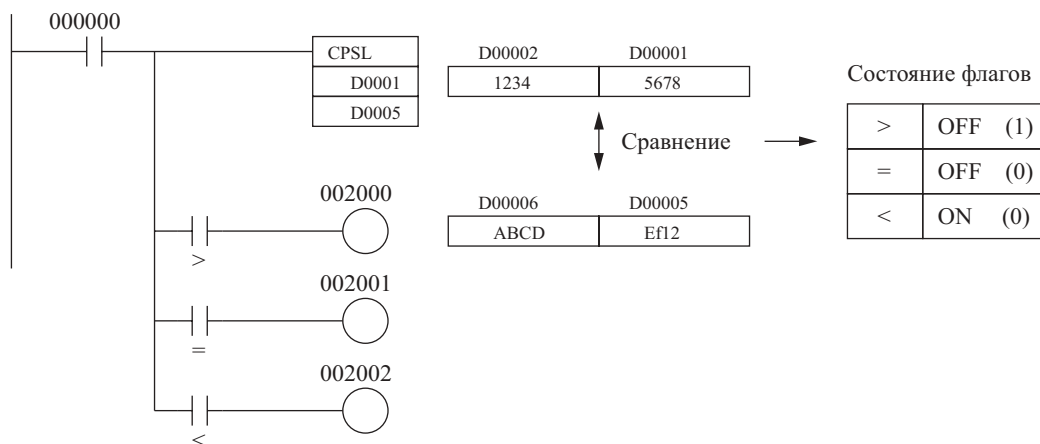 000000
CPSL
D0001
D0005
D00002 D00001
1234 5678
Сравнение
D00006 D00005
ABCD Ef12
Состояние флагов
> OFF (1)
= OFF (0)
< ON (0)
002000
>
002001
=
002002
<